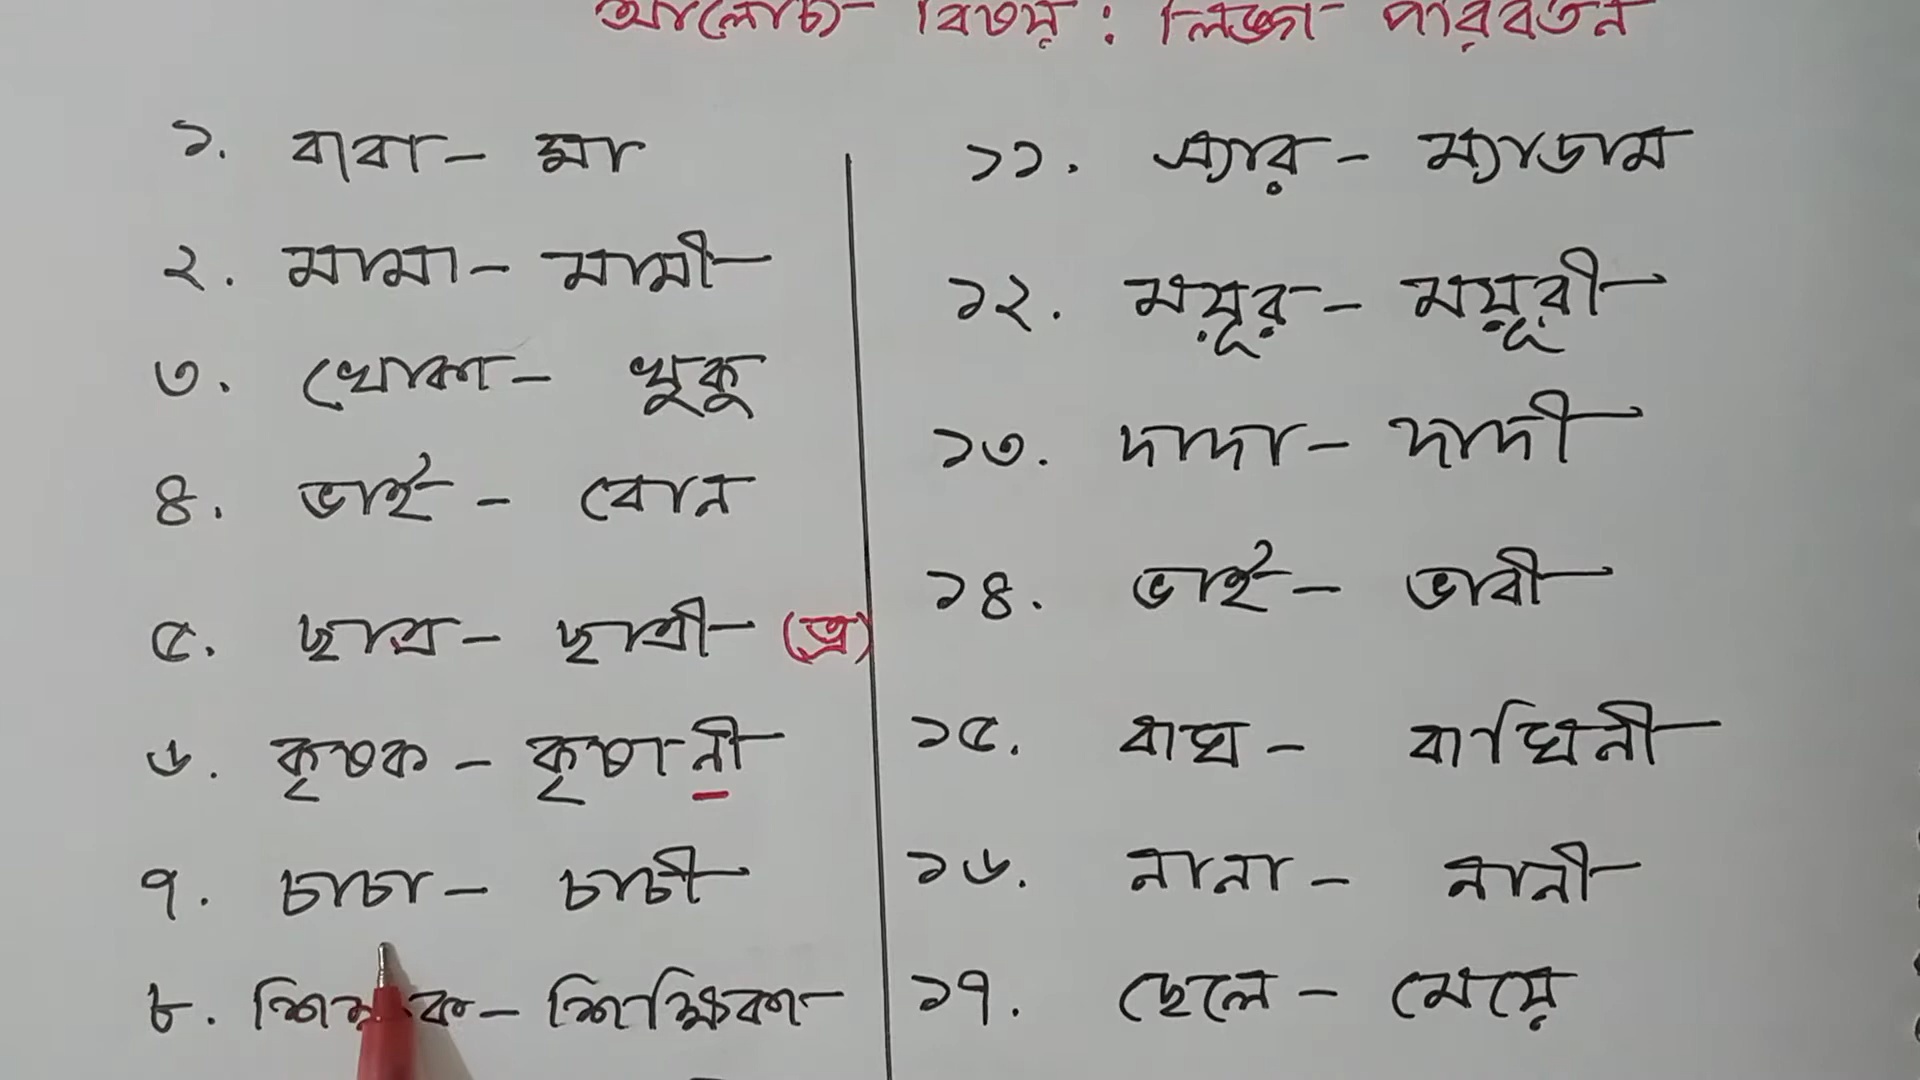 আলোচ্য বিষয় : লিঙ্গ পরিবর্তন
১. বাবা - মা
২. মামা - মামী
৩. খোকা - খুকু
৪. ভাই - বোন
৫. ছাত্র - ছাত্রী (ত্র)
৬. কৃষক - কৃষানী
৭. চাচা - চাচী
৮. শিক্ষক - শিক্ষিকা
১১. স্যার - ম্যাডাম
১২. ময়ূর - ময়ূরী
১৩. দাদা - দাদী
১৪. ভাই - ভাবী
১৫. বাঘ - বাঘিনী
১৬. নানা - নানী
১৭. ছেলে - মেয়ে